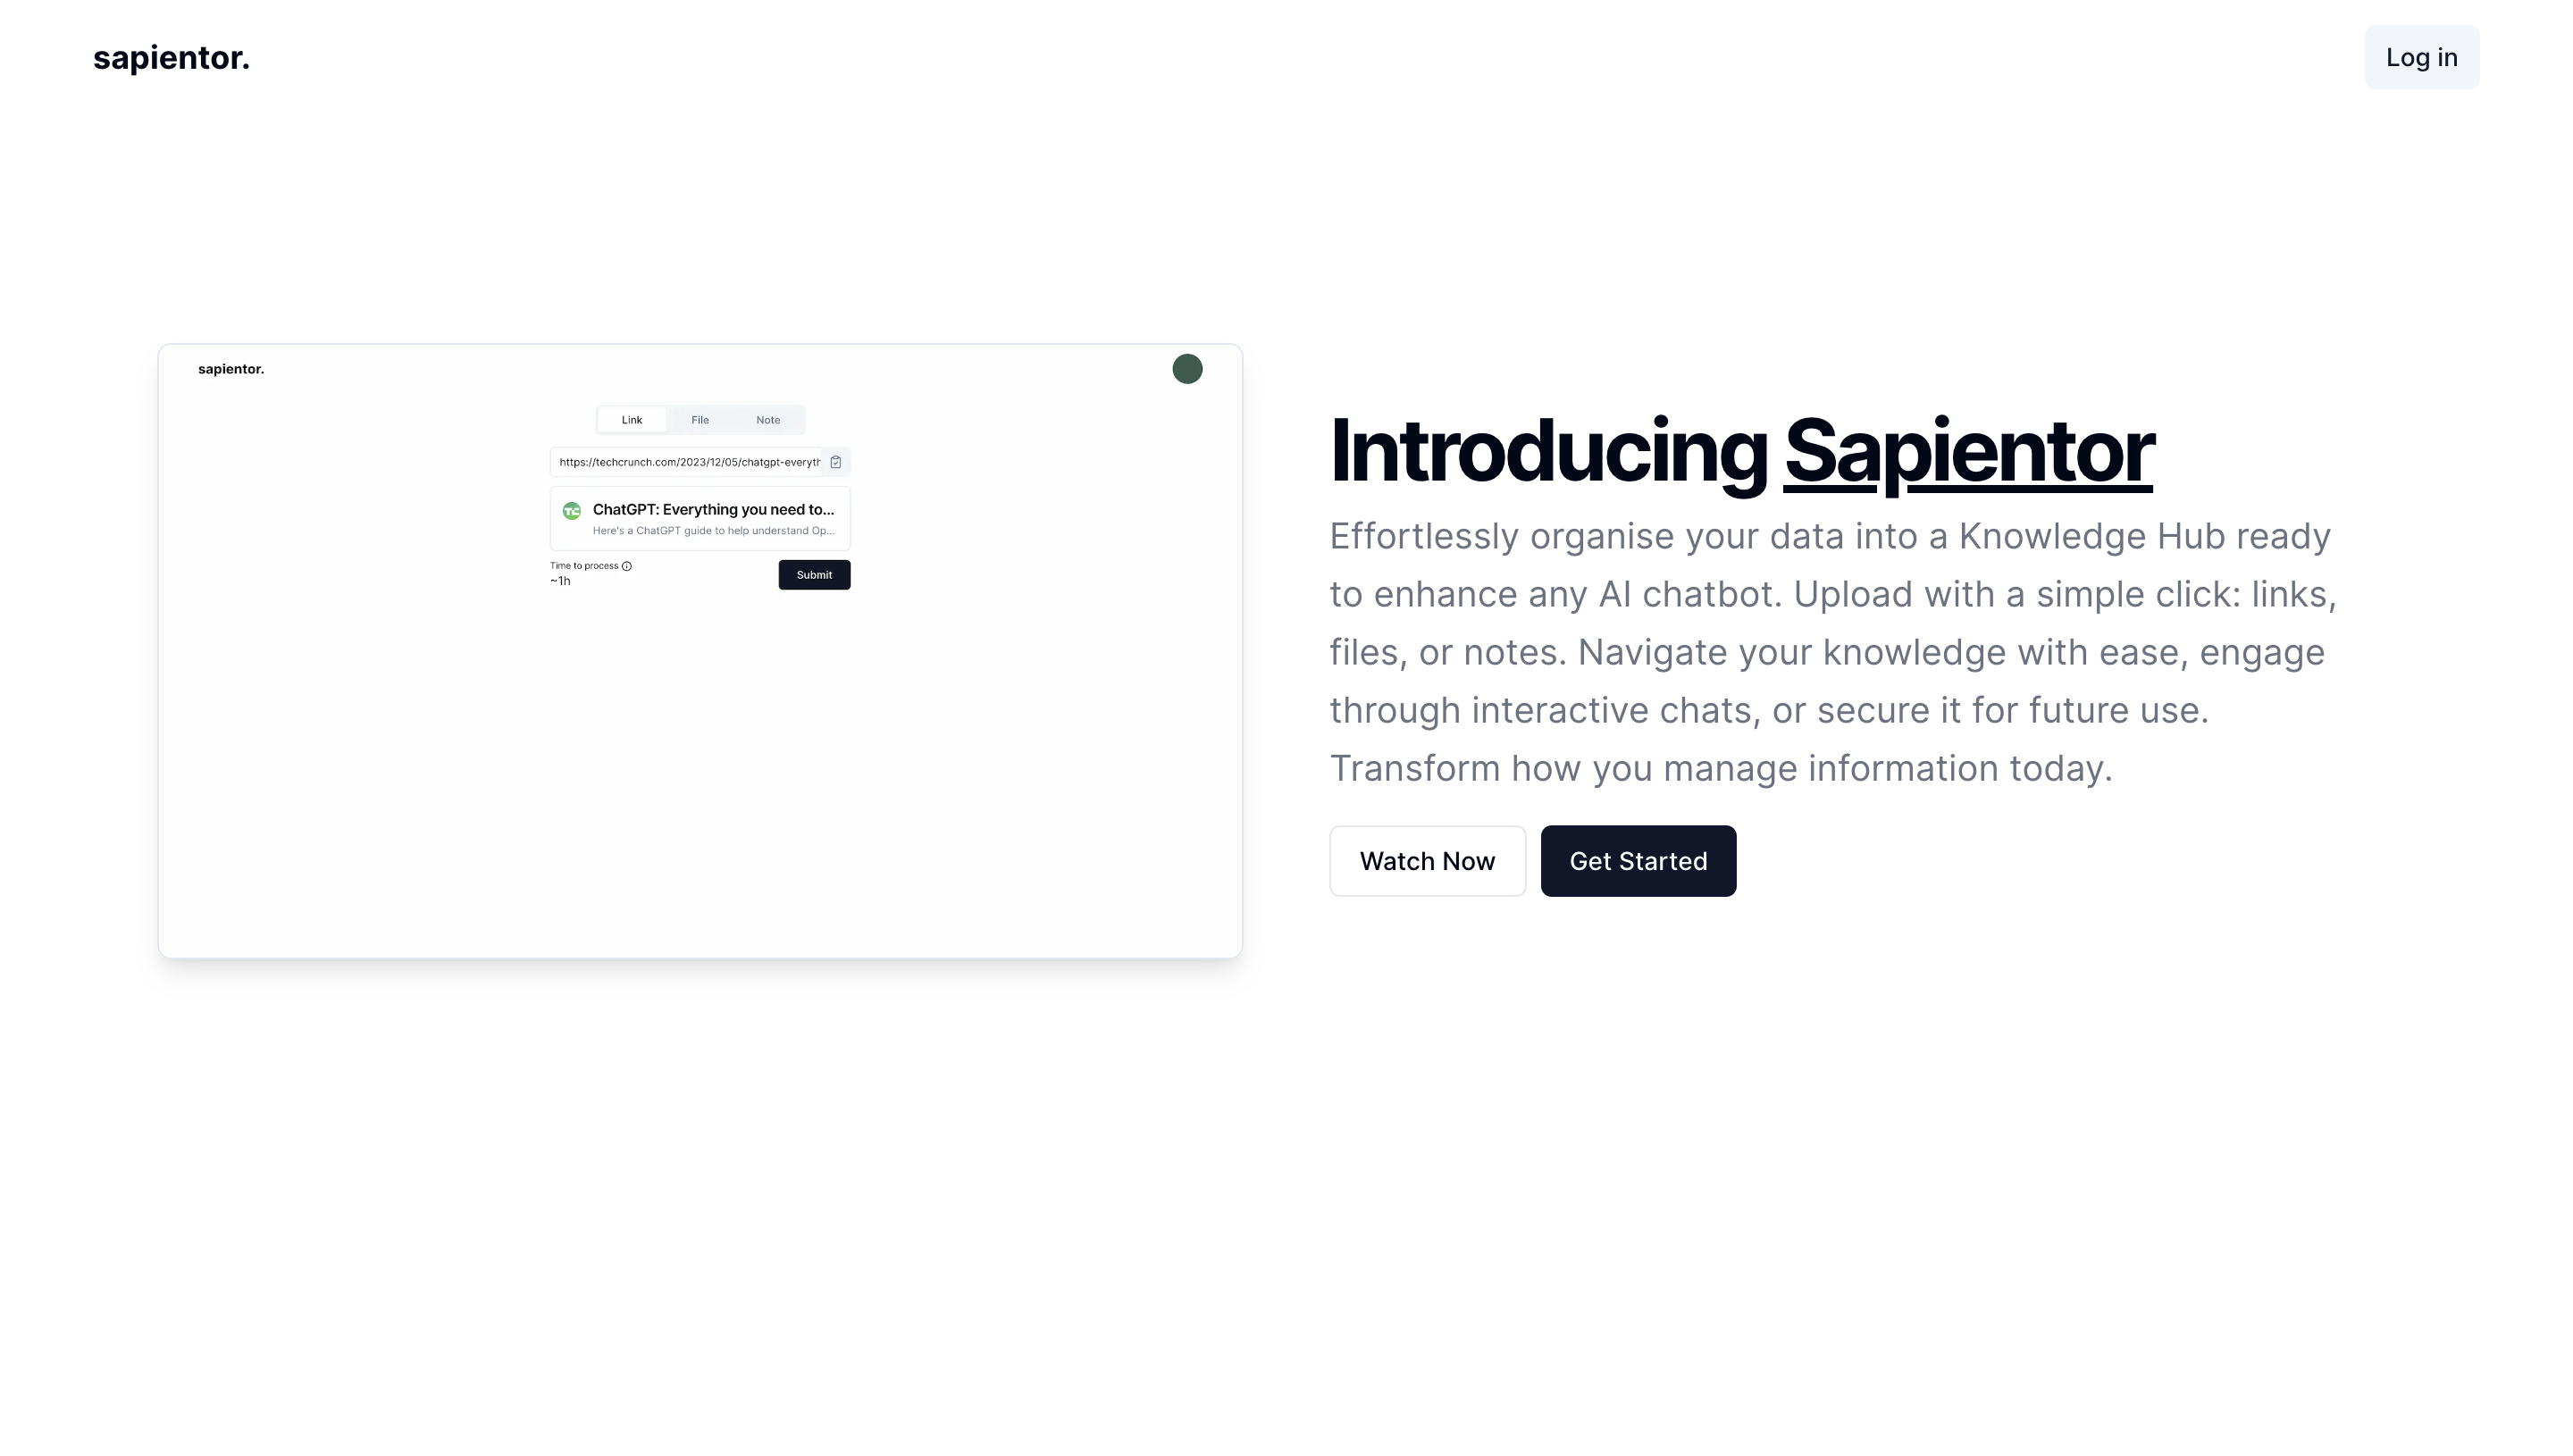 sapientor.
Log in
sapientor.
Link
File
Note
https://techcrunch.com/2023/12/05/chatgpt-everyth
ChatGPT: Everything you need to...
Here's a ChatGPT guide to help understand Op...
Time to process
~1h
Submit
Introducing Sapientor
Effortlessly organise your data into a Knowledge Hub ready
to enhance any AI chatbot. Upload with a simple click: links,
files, or notes. Navigate your knowledge with ease, engage
through interactive chats, or secure it for future use.
Transform how you manage information today.
Watch Now
Get Started